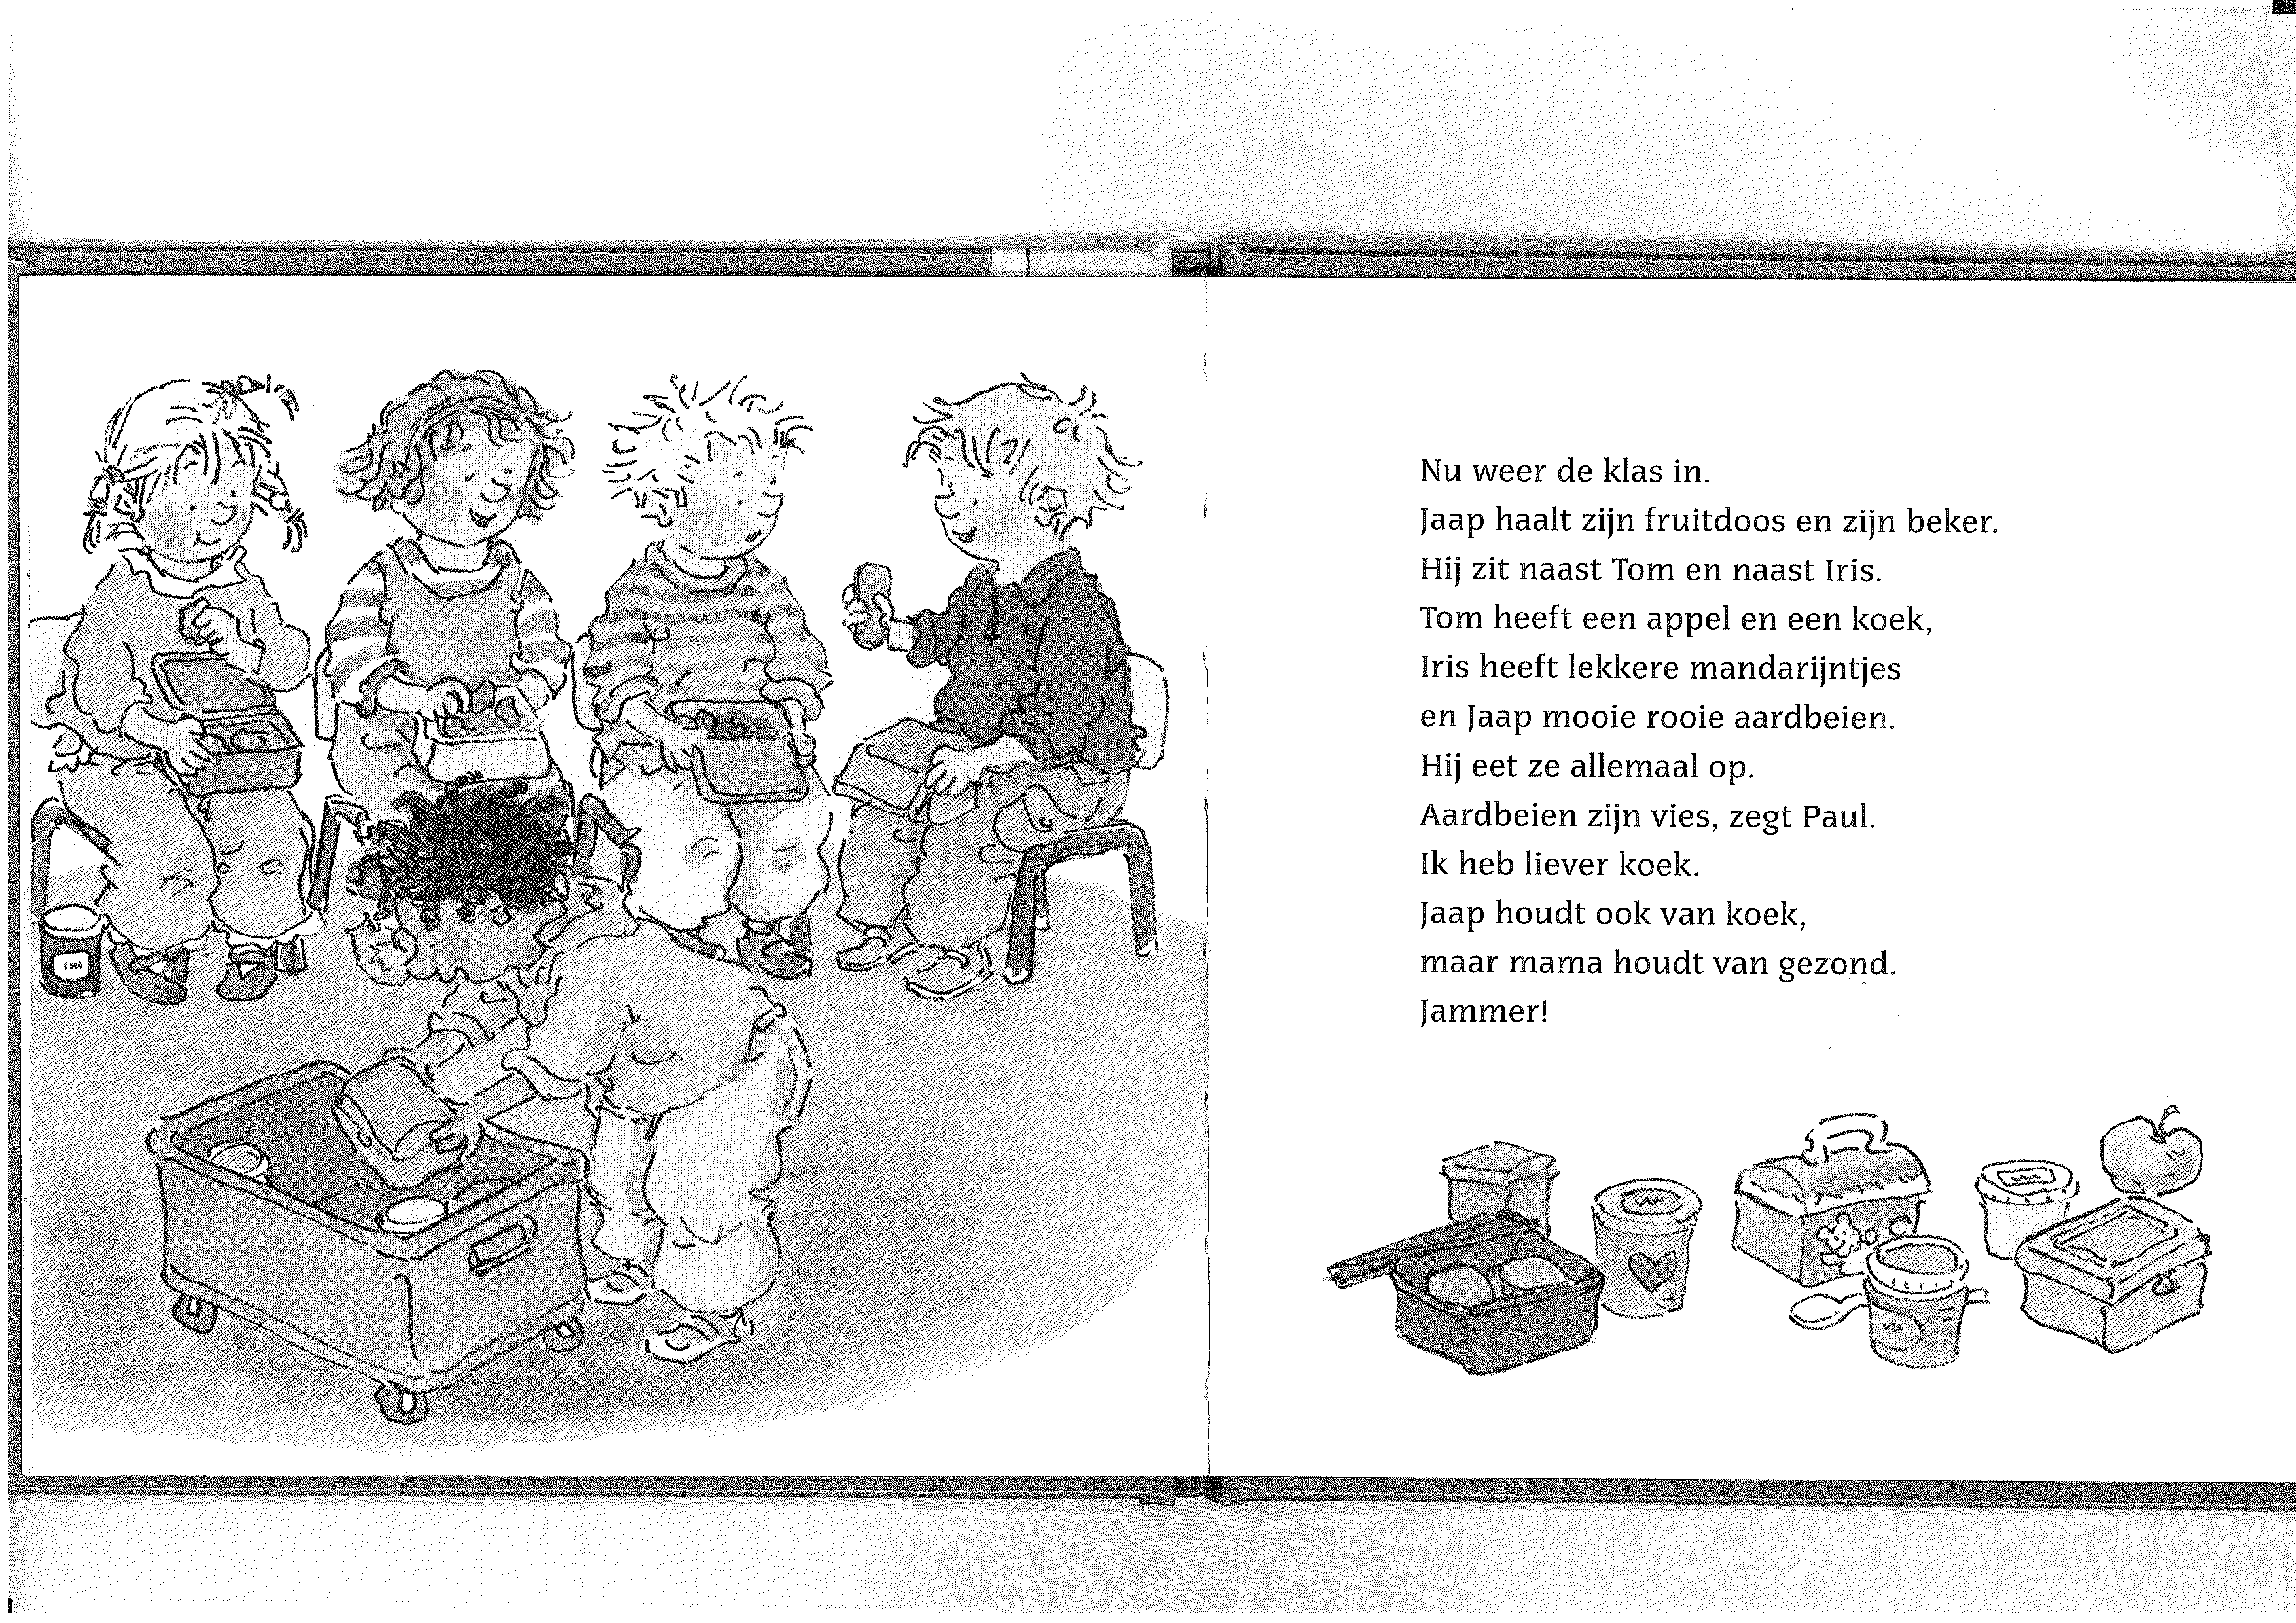 Nu weer de klas in.
Jaap haalt zijn fruitdoos en zijn beker.
Hij zit naast Tom en naast Iris.
Tom heeft een appel en een koek,
Iris heeft lekkere mandarijntjes
en Jaap mooie rooie aardbeien.
Hij eet ze allemaal op.
Aardbeien zijn vies, zegt Paul.
Ik heb liever koek.
Jaap houdt ook van koek,
maar mama houdt van gezond.
Jammer!